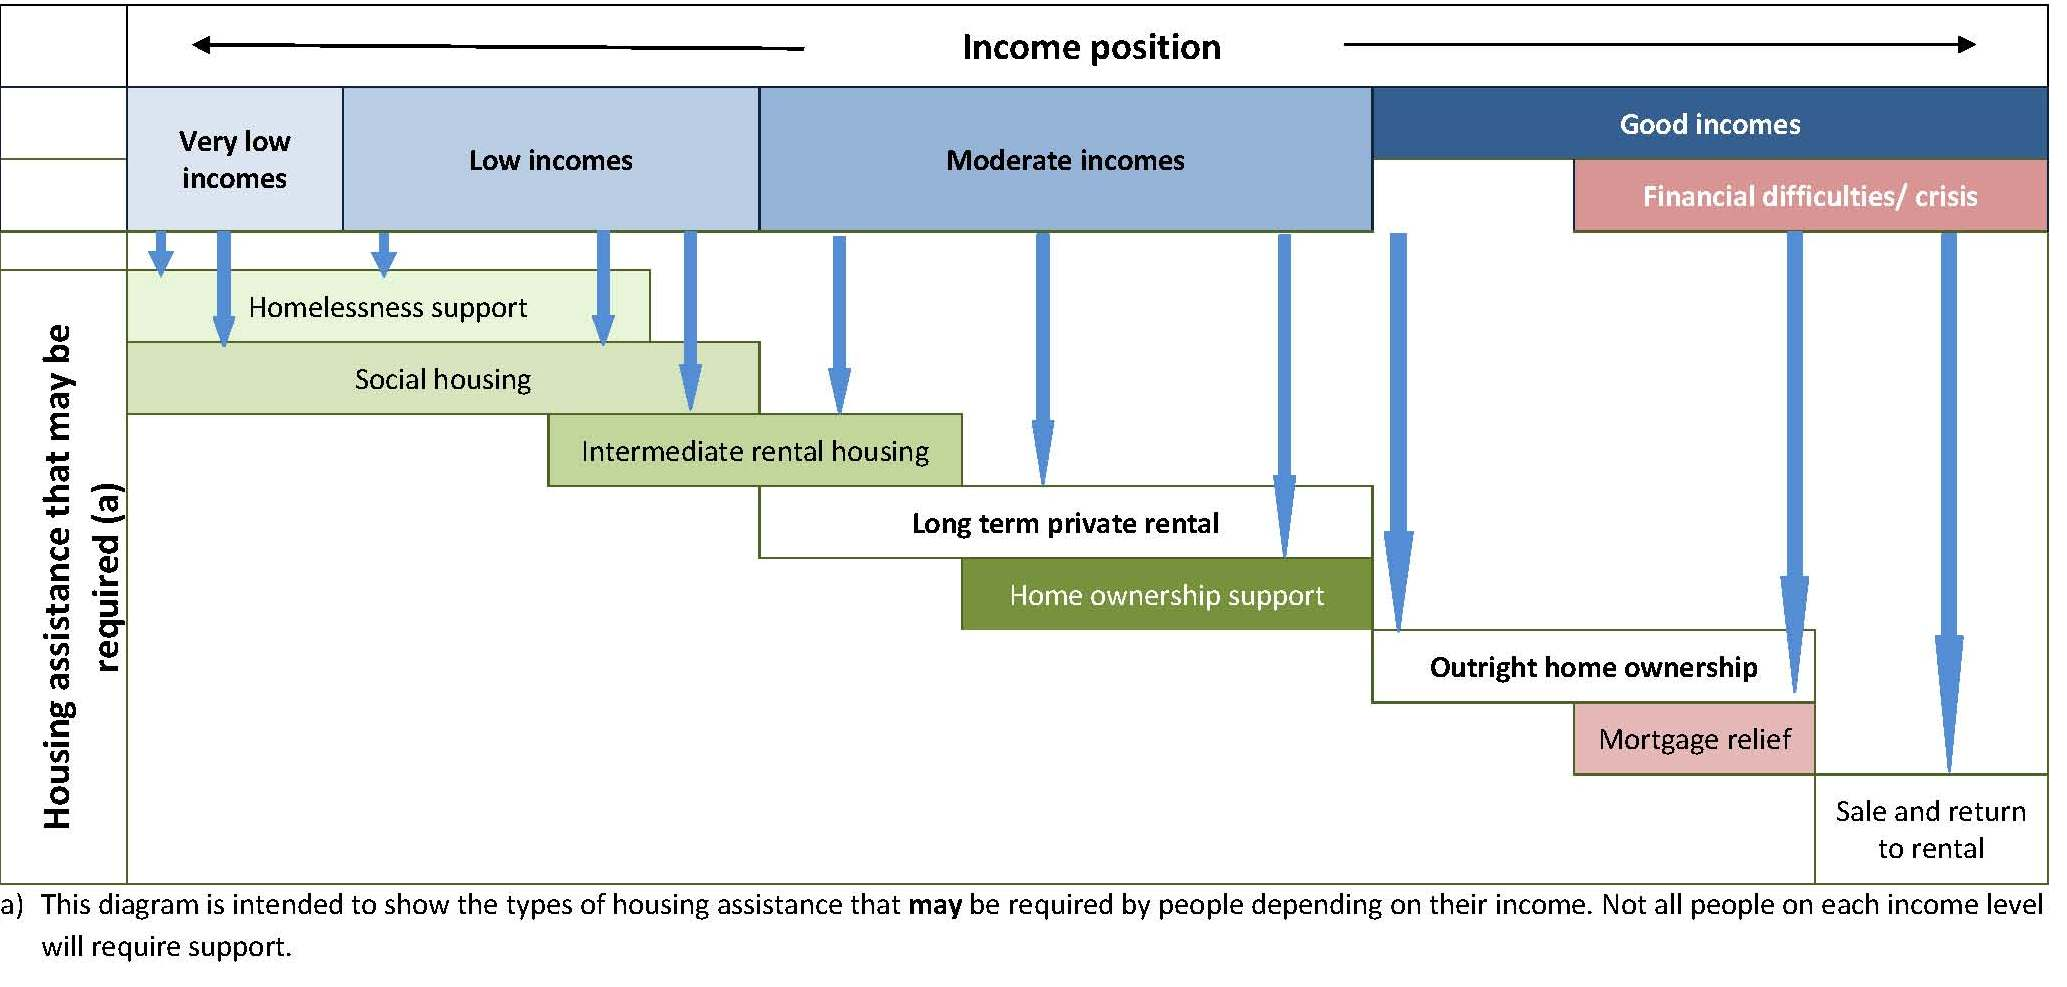 Income position
Very low
incomes
Low incomes
Moderate incomes
Good incomes
Financial difficulties/ crisis
Housing assistance that may be
required (a)
Homelessness support
Social housing
Intermediate rental housing
Long term private rental
Home ownership support
Outright home ownership
Mortgage relief
Sale and return
to rental
a) This diagram is intended to show the types of housing assistance that may be required by people depending on their income. Not all people on each income level
will require support.